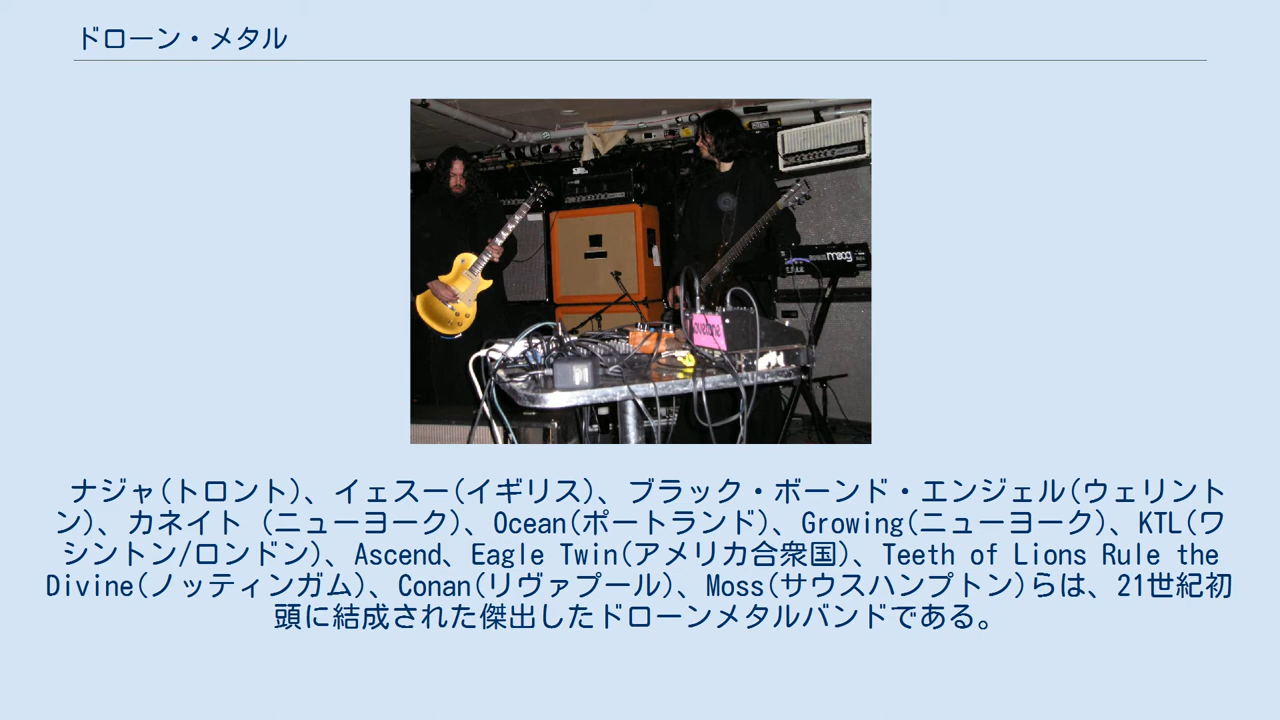 ドローン・メタル
moog
ナジャ(トロント)、イェスー(イギリス)、ブラック・ボーンド・エンジェル(ウェリント
ン)、カネイト (ニューヨーク)、Ocean(ポートランド)、Growing(ニューヨーク)、KTL(ワ
シントン/ロンドン)、Ascend、Eagle Twin(アメリカ合衆国)、Teeth of Lions Rule the
Divine(ノッティンガム)、Conan(リヴァプール)、Moss(サウスハンプトン)らは、21世紀初
頭に結成された傑出したドローンメタルバンドである。